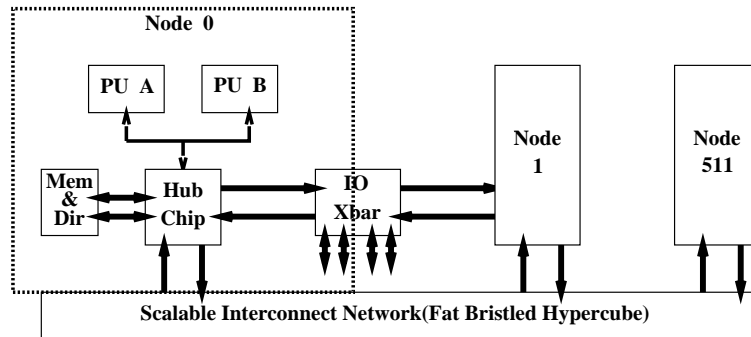 Node 0
PU A
PU B
Mem
&
Dir
Hub
Chip
IO
Xbar
Node
1
Node
511
Scalable Interconnect Network(Fat Bristled Hypercube)